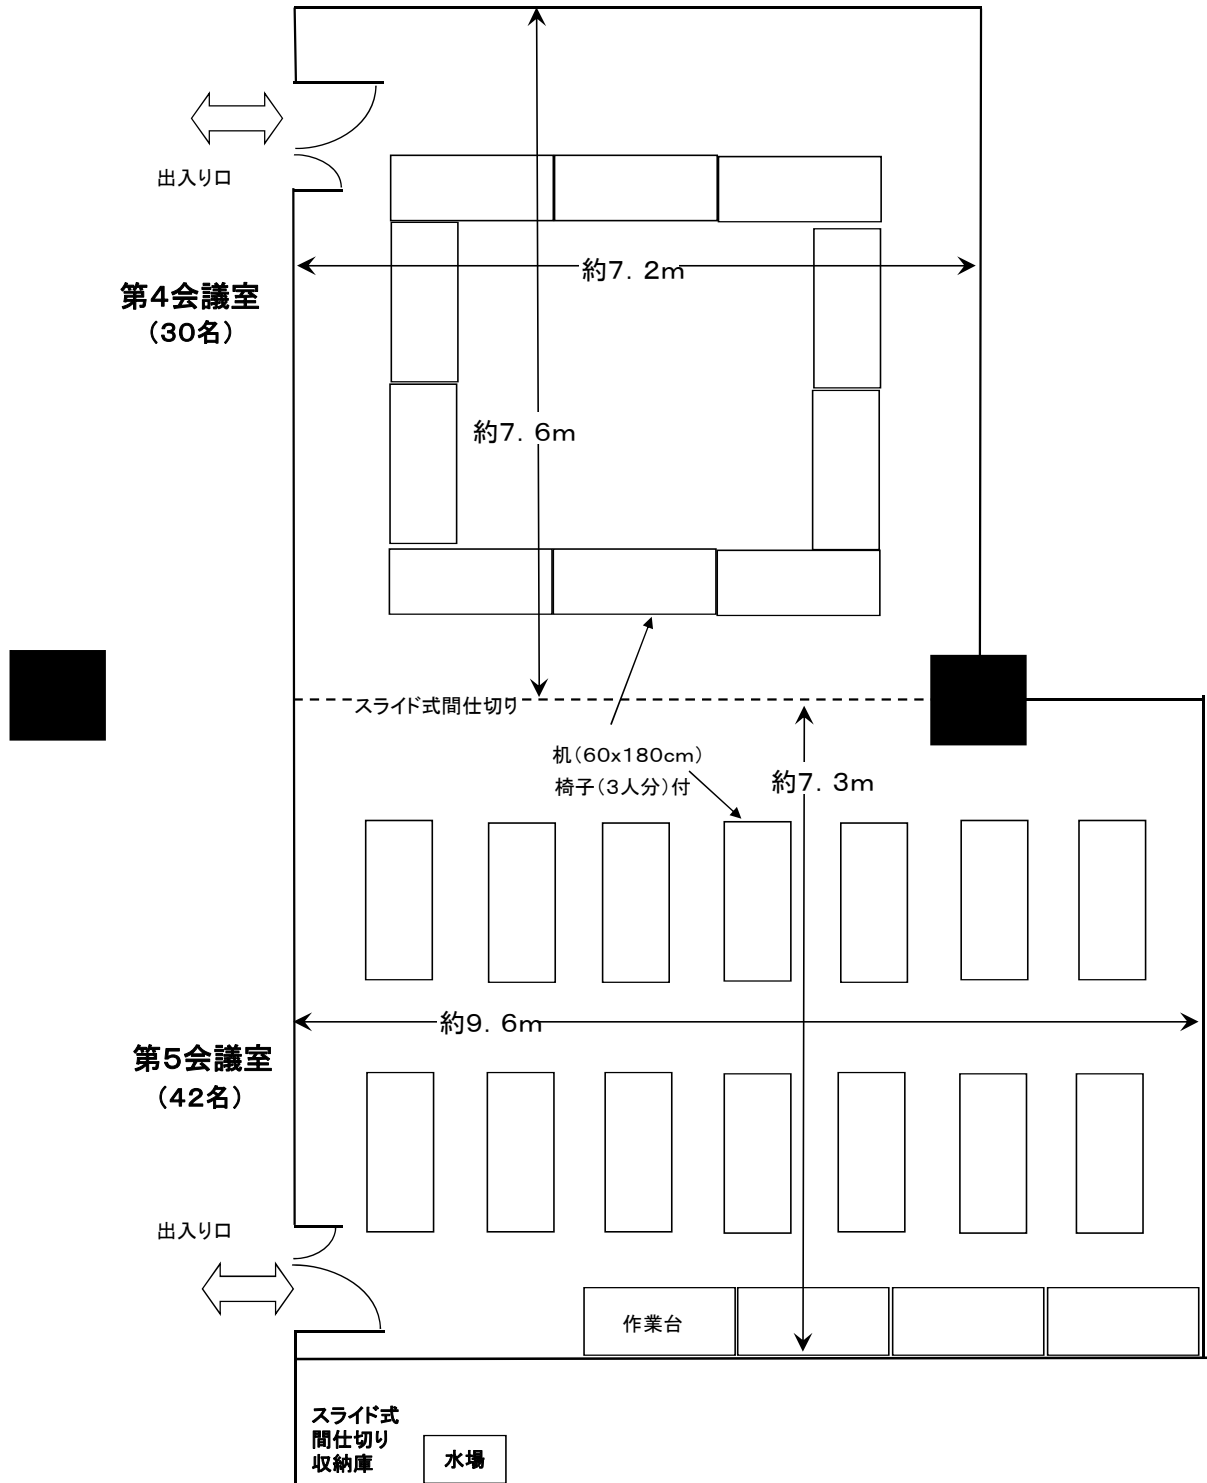 出入り口
約７．２ｍ
第４会議室
（３０名）
約７．６ｍ
スライド式間仕切り
机（６０ｘ１８０ｃｍ）
椅子（３人分）付
約７．３ｍ
約９．６ｍ
第５会議室
（４２名）
出入り口
作業台
スライド式
間仕切り
収納庫
水場